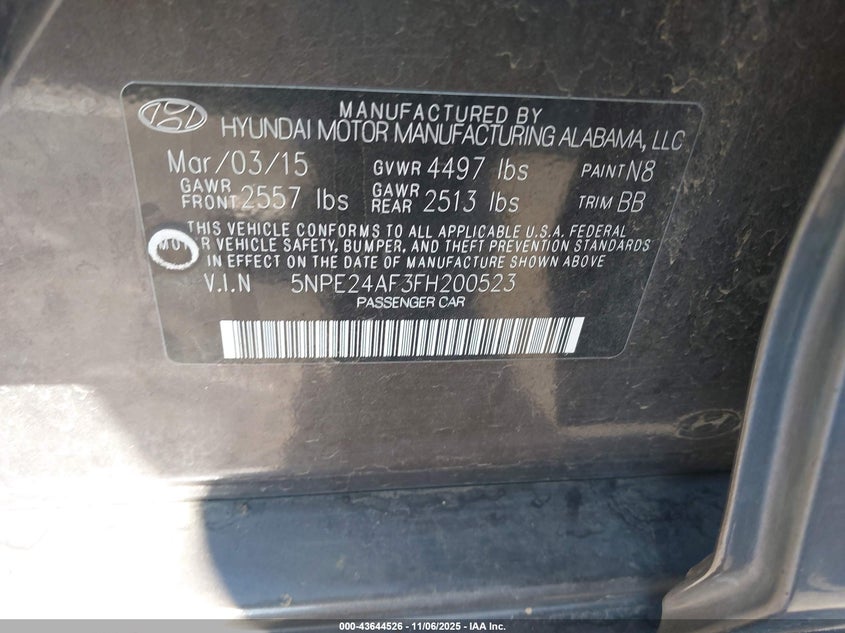 MANUFACTURED BY
HYUNDAI MOTOR MANUFACTURING ALABAMA, LLC
Mar/03/15 GVWR 4497 lbs PAINT N8
GAWR FRONT 2557 lbs GAWR REAR 2513 lbs TRIM BB
THIS VEHICLE CONFORMS TO ALL APPLICABLE U.S.A. FEDERAL
MOTOR VEHICLE SAFETY, BUMPER, AND THEFT PREVENTION STANDARDS
IN EFFECT ON THE DATE OF MANUFACTURE SHOWN ABOVE
V.I.N 5NPE24AF3FH200523
PASSENGER CAR
000-43644526 - 11/06/2025 - IAA Inc.